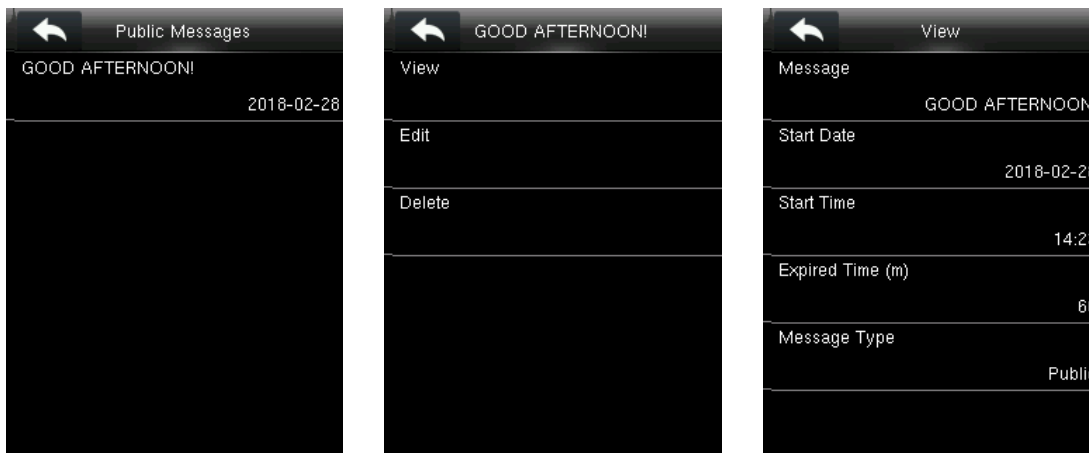 Public Messages
GOOD AFTERNOON!
2018-02-28
GOOD AFTERNOON!
View
Edit
Delete
View
Message
GOOD AFTERNOON
Start Date
Start Time
Expired Time (m)
Message Type